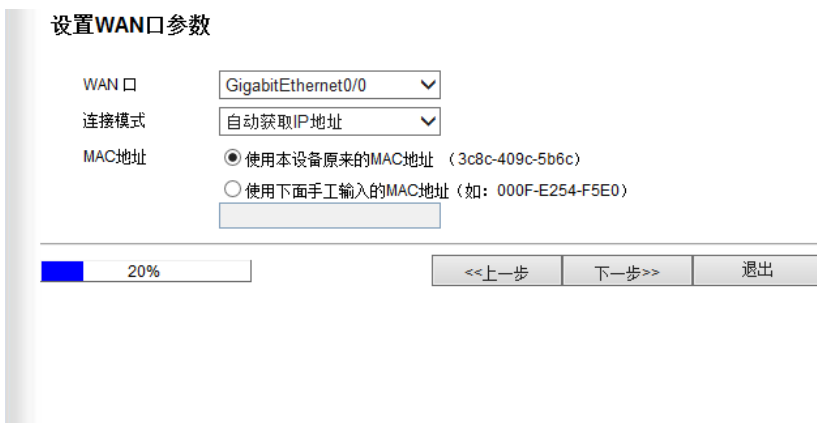 设置WAN口参数
WAN 口 GigabitEthernet0/0
连接模式 自动获取IP地址
MAC地址 使用本设备原来的MAC地址 （3c8c-409c-5b6c）
使用下面手工输入的MAC地址（如：000F-E254-F5E0）
20% <<上一步 下一步>> 退出